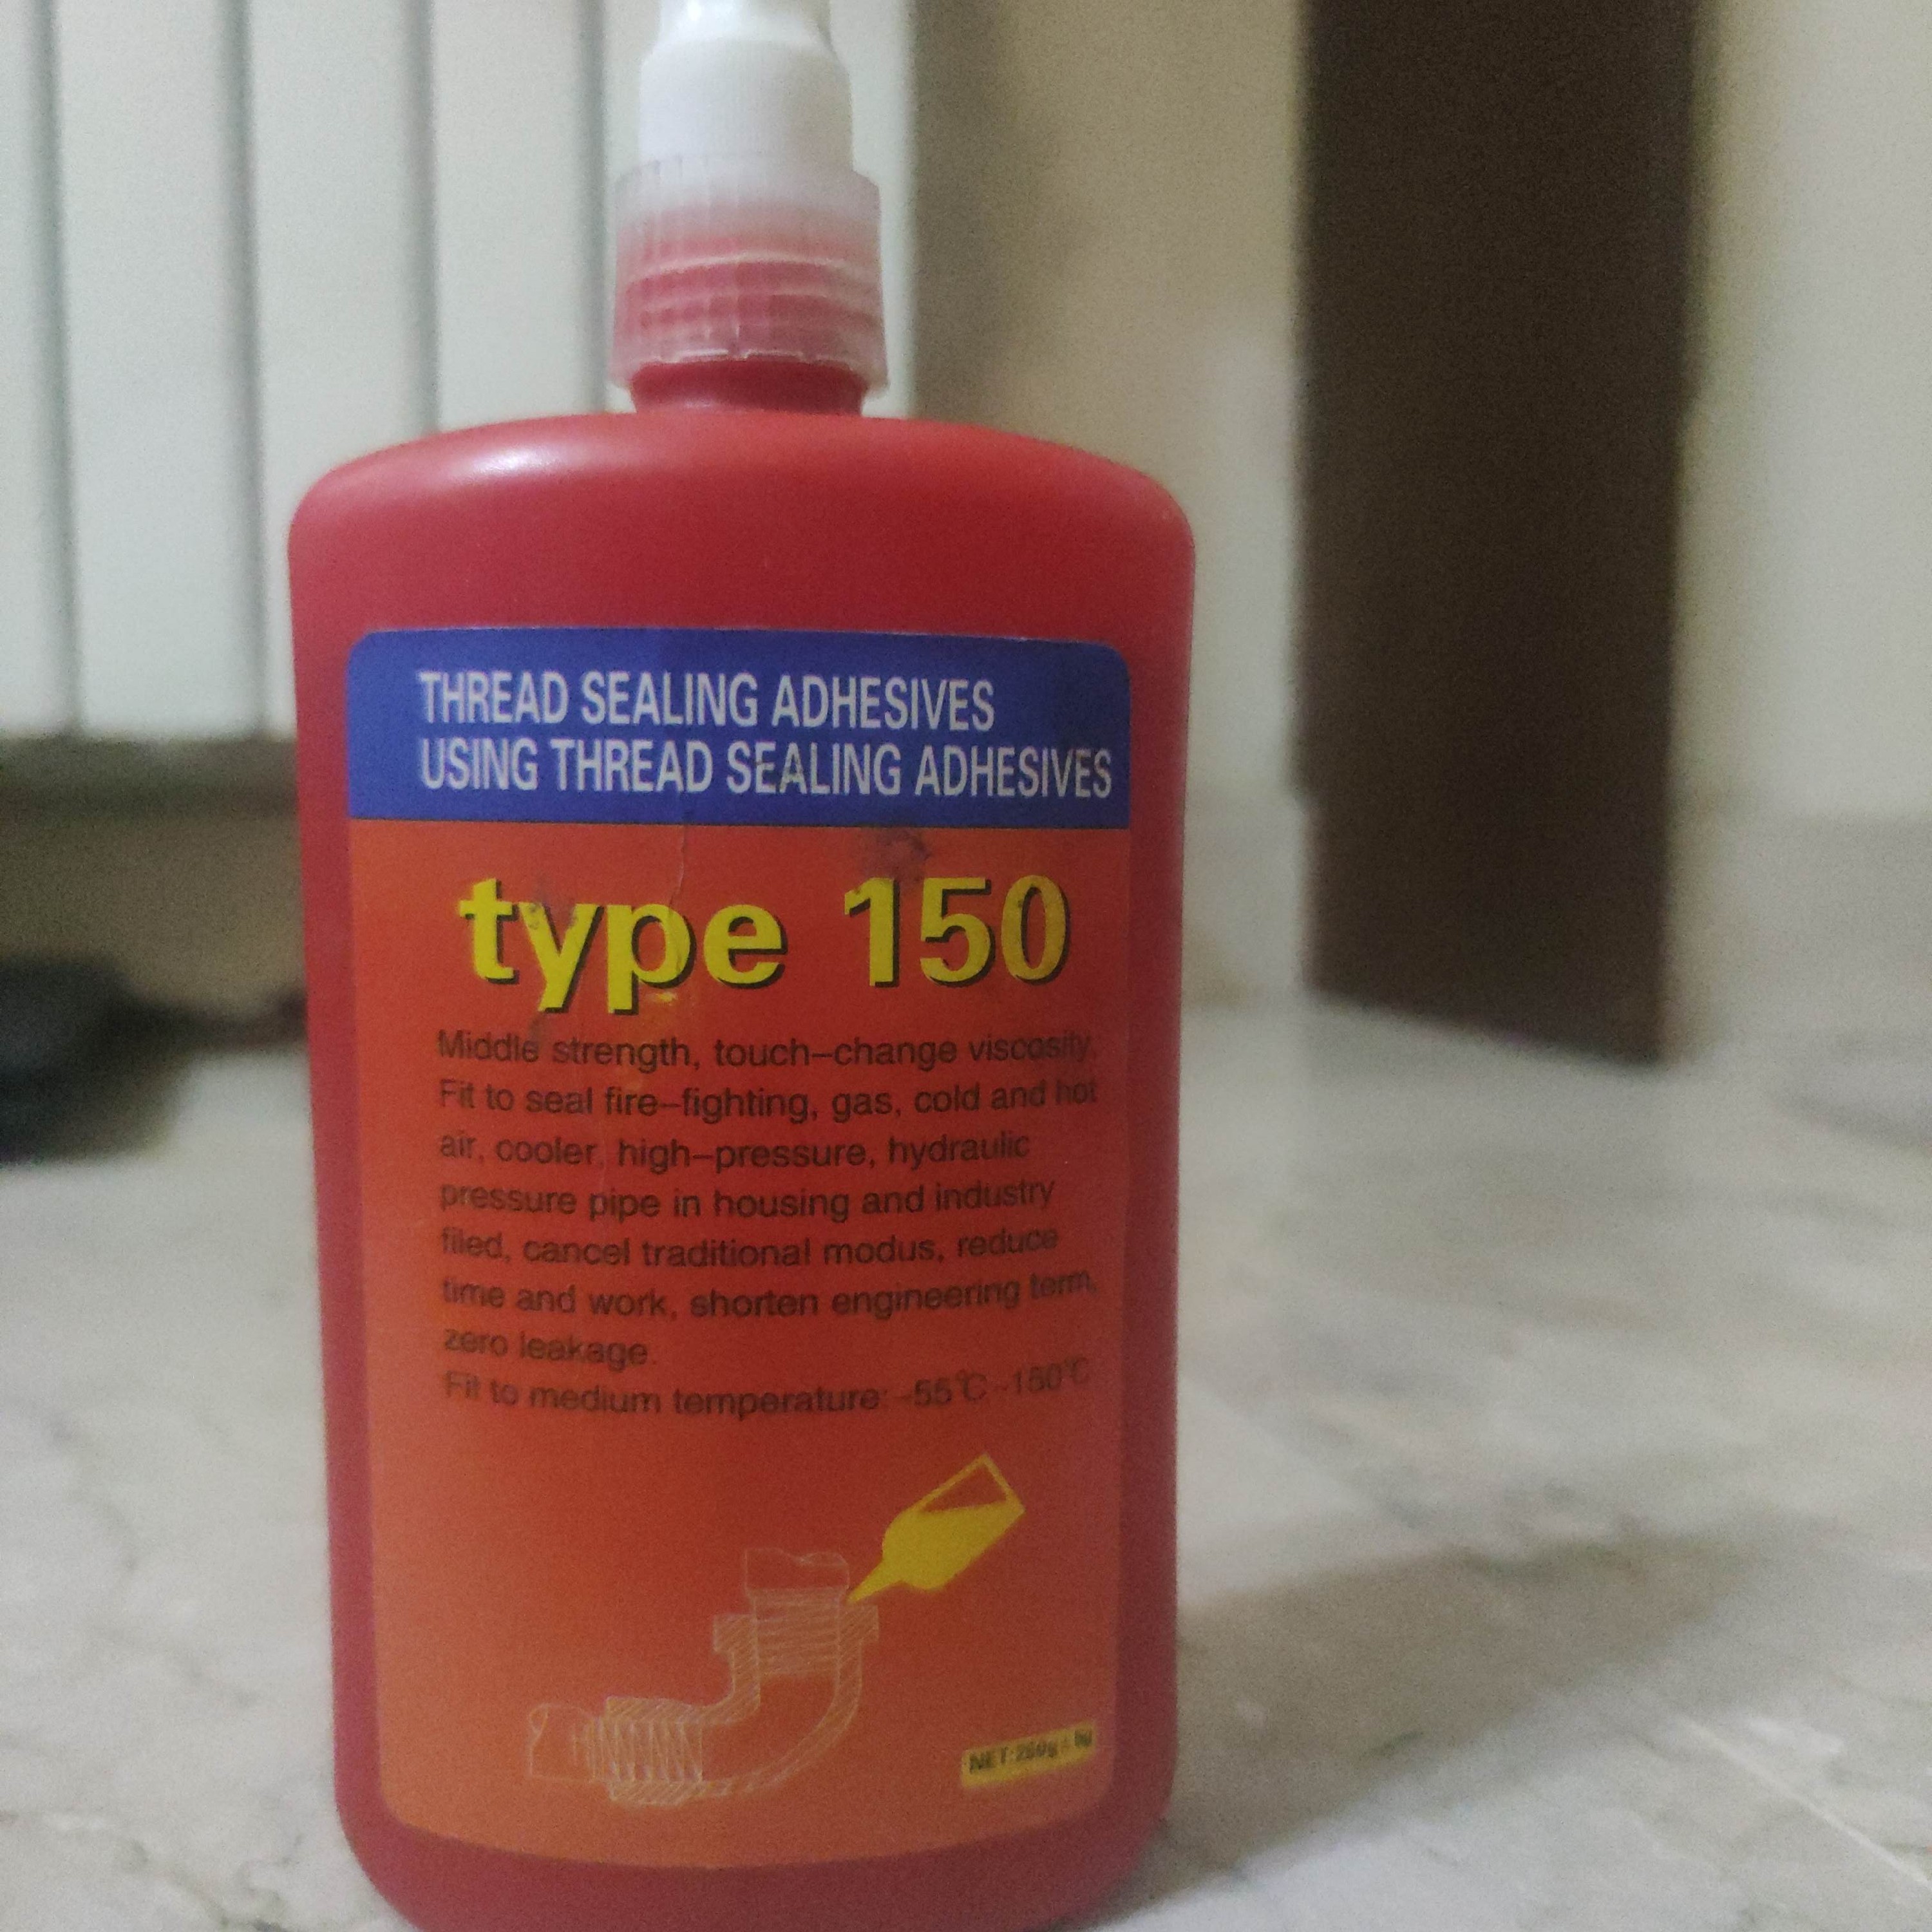 THREAD SEALING ADHESIVES
USING THREAD SEALING ADHESIVES
type 150
Middle strength, touch-change viscosity,
Fit to seal fire-fighting, gas, cold and hot
air, cooler, high-pressure, hydraulic
pressure pipe in housing and industry
filed, cancel traditional modus, reduce
time and work, shorten engineering term,
zero leakage.
Fit to medium temperature: -55℃ -150℃
NET: